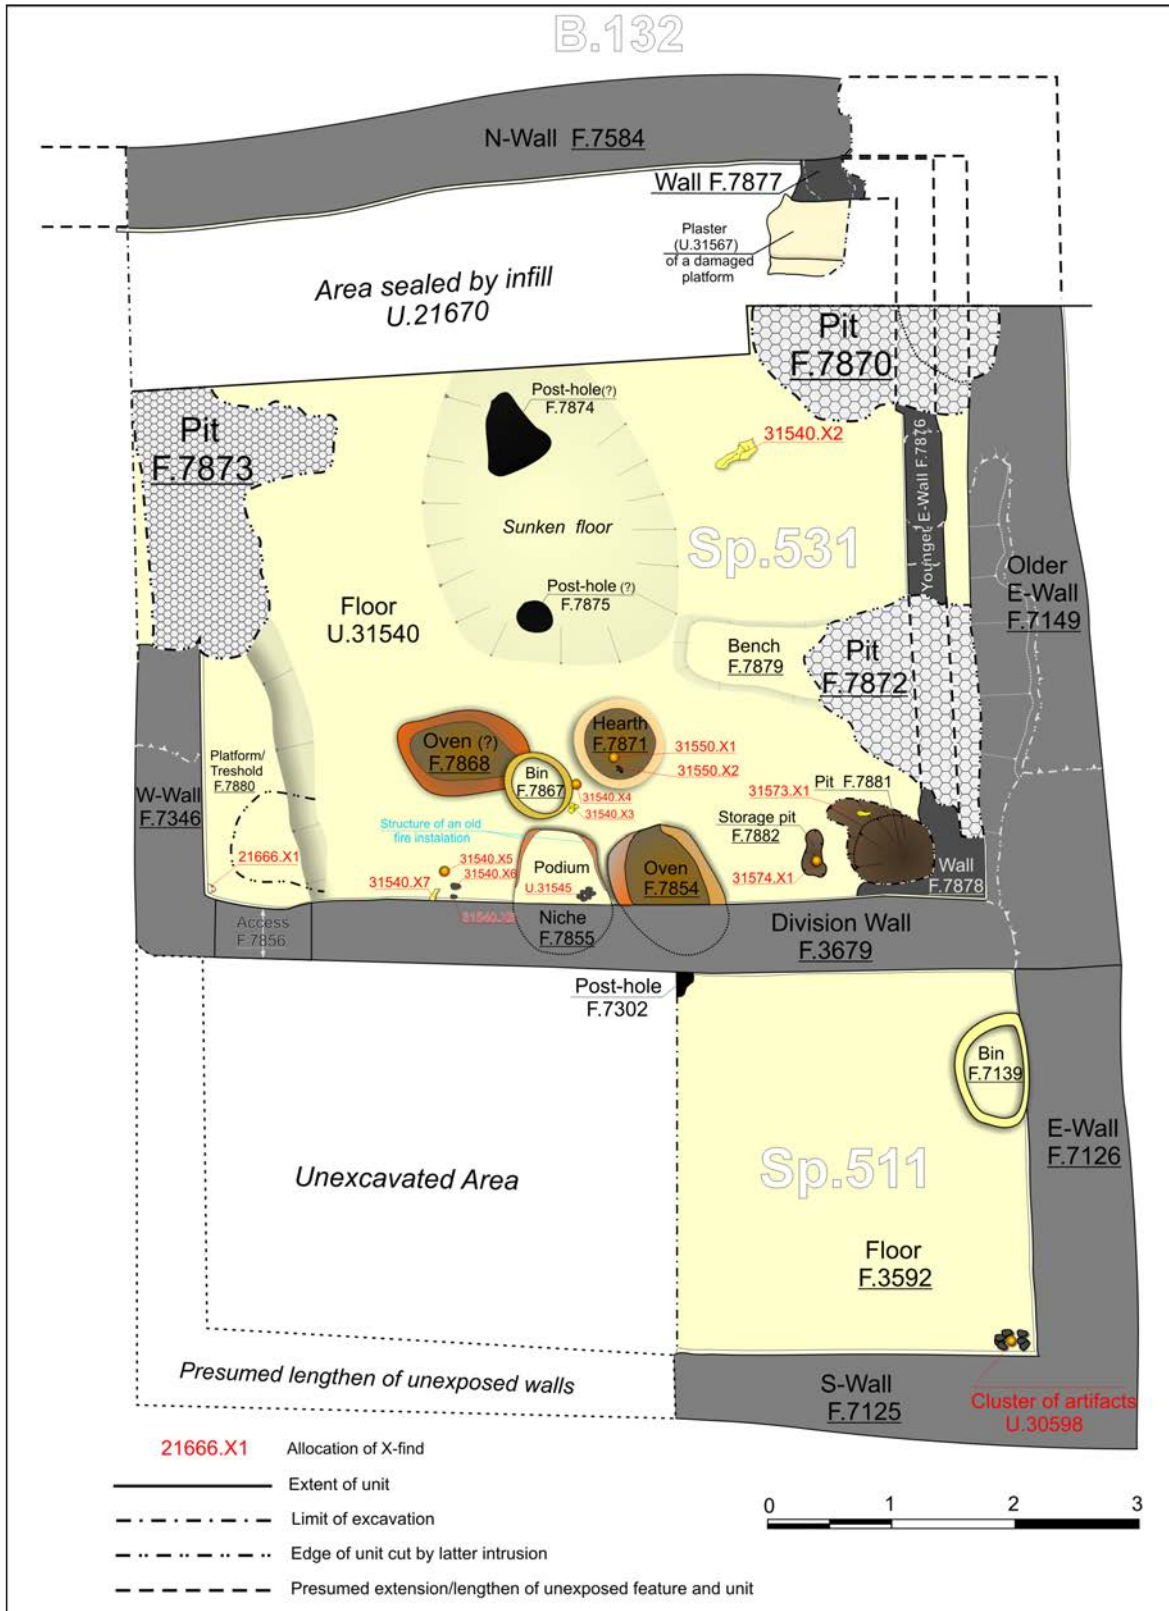 B.132
N-Wall F.7584
Wall F.7877
Plaster
(U.31567)
of a damaged
platform
Area sealed by infill
U.21670
Pit
F.7870
Pit
F.7873
Post-hole(?)
F.7874
31540.X2
Younger E-Wall F.7876
Sunken floor
Sp.531
Older
E-Wall
F.7149
Post-hole (?)
F.7875
Floor
U.31540
Bench
F.7879
Pit
F.7872
Hearth
F.7871
31550.X1
31550.X2
Oven (?)
F.7868
Bin
F.7867
31540.X4
31540.X3
Platform/
Treshold
F.7880
W-Wall
F.7346
31573.X1
Pit F.7881
Storage pit
F.7882
Structure of an old
fire instalation
21666.X1
31540.X5
31540.X6
31540.X7
Podium
U.31545
Oven
F.7854
31574.X1
Wall
F.7878
Access
F.7856
Niche
F.7855
Division Wall
F.3679
Post-hole
F.7302
Bin
F.7139
E-Wall
F.7126
Unexcavated Area
Sp.511
Floor
F.3592
Presumed lengthen of unexposed walls
S-Wall
F.7125
Cluster of artifacts
U.30598
21666.X1 Allocation of X-find
Extent of unit
Limit of excavation
Edge of unit cut by latter intrusion
Presumed extension/lengthen of unexposed feature and unit
0 1 2 3